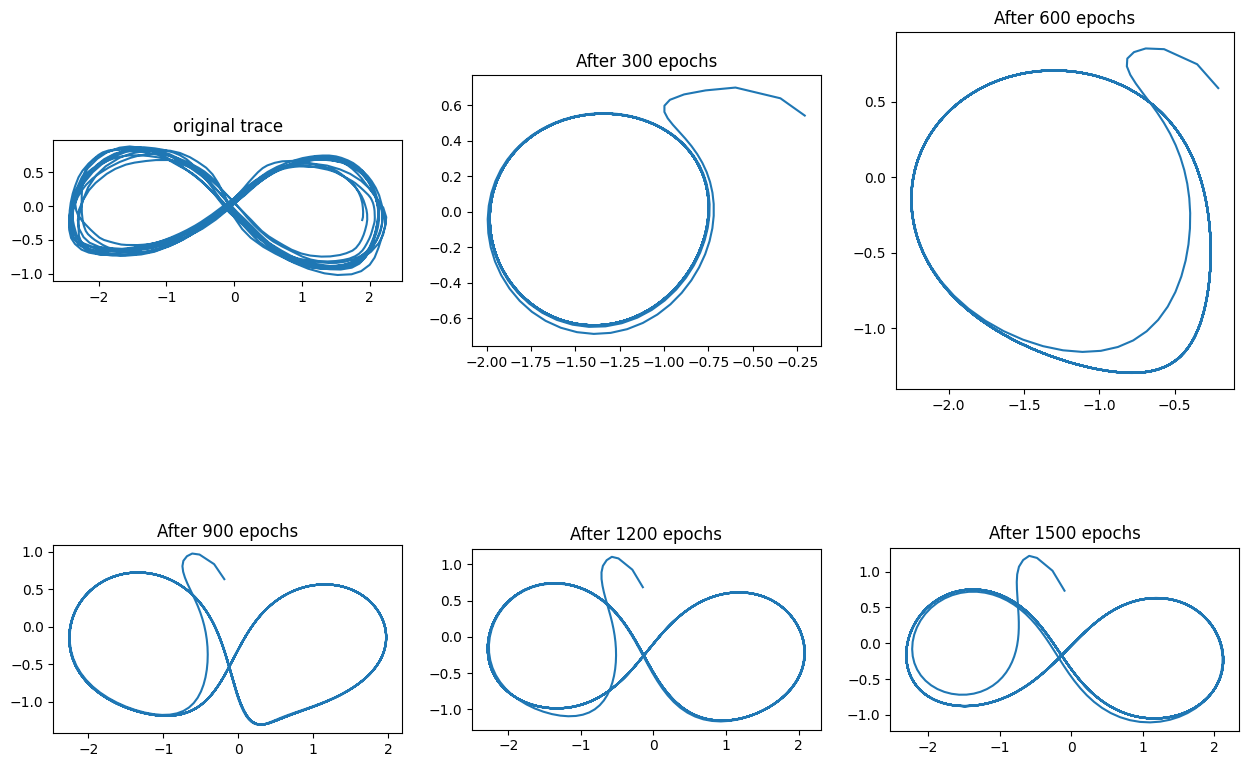 original trace
0.5
0.0
−0.5
−1.0
−2 −1 0 1 2
After 300 epochs
0.6
0.4
0.2
0.0
−0.2
−0.4
−0.6
−2.00 −1.75 −1.50 −1.25 −1.00 −0.75 −0.50 −0.25
After 600 epochs
0.5
0.0
−0.5
−1.0
−2.0 −1.5 −1.0 −0.5
After 900 epochs
1.0
0.5
0.0
−0.5
−1.0
−2 −1 0 1 2
After 1200 epochs
1.0
0.5
0.0
−0.5
−1.0
−2 −1 0 1 2
After 1500 epochs
1.0
0.5
0.0
−0.5
−1.0
−2 −1 0 1 2